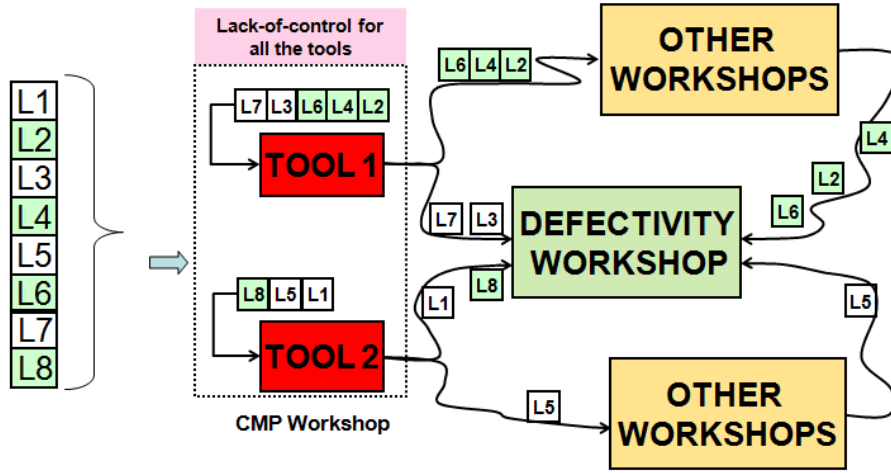 Lack-of-control for
all the tools
L1
L2
L3
L4
L5
L6
L7
L8
L7 L3 L6 L4 L2
TOOL 1
L8 L5 L1
TOOL 2
CMP Workshop
L6 L4 L2
OTHER
WORKSHOPS
L4
L2
L6
L7 L3
DEFECTIVITY
WORKSHOP
L1
L8
L5
L5
OTHER
WORKSHOPS